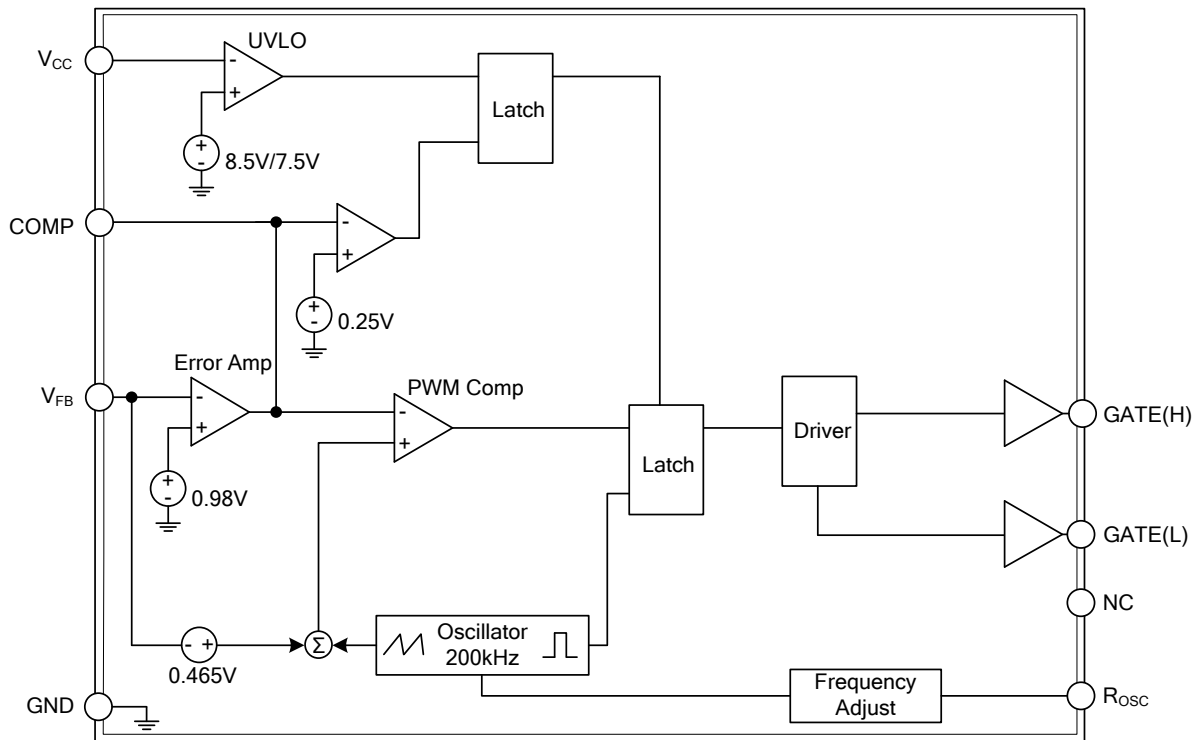 UVLO
V_CC
-
+
Latch
+
-
8.5V/7.5V
COMP
-
+
+
-
0.25V
Error Amp
PWM Comp
V_FB
-
+
-
+
Driver
GATE(H)
Latch
+
-
0.98V
GATE(L)
NC
Oscillator
200kHz
- +
Σ
0.465V
Frequency
Adjust
GND
R_OSC